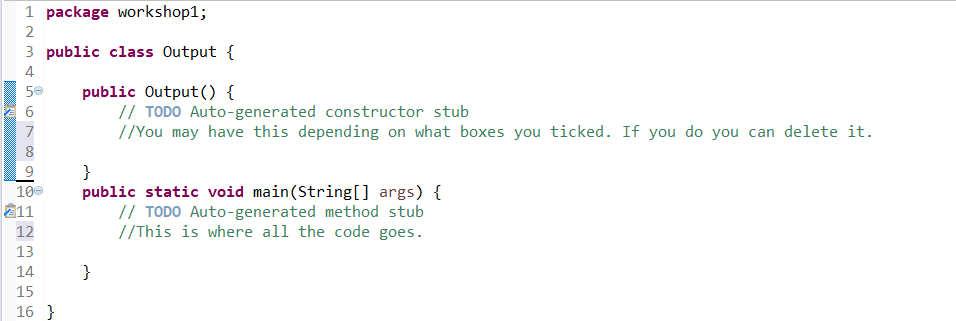 1 package workshop1;
2
3 public class Output {
4
5 public Output() {
6 // TODO Auto-generated constructor stub
7 //You may have this depending on what boxes you ticked. If you do you can delete it.
8
9 }
10 public static void main(String[] args) {
11 // TODO Auto-generated method stub
12 //This is where all the code goes.
13
14 }
15
16 }